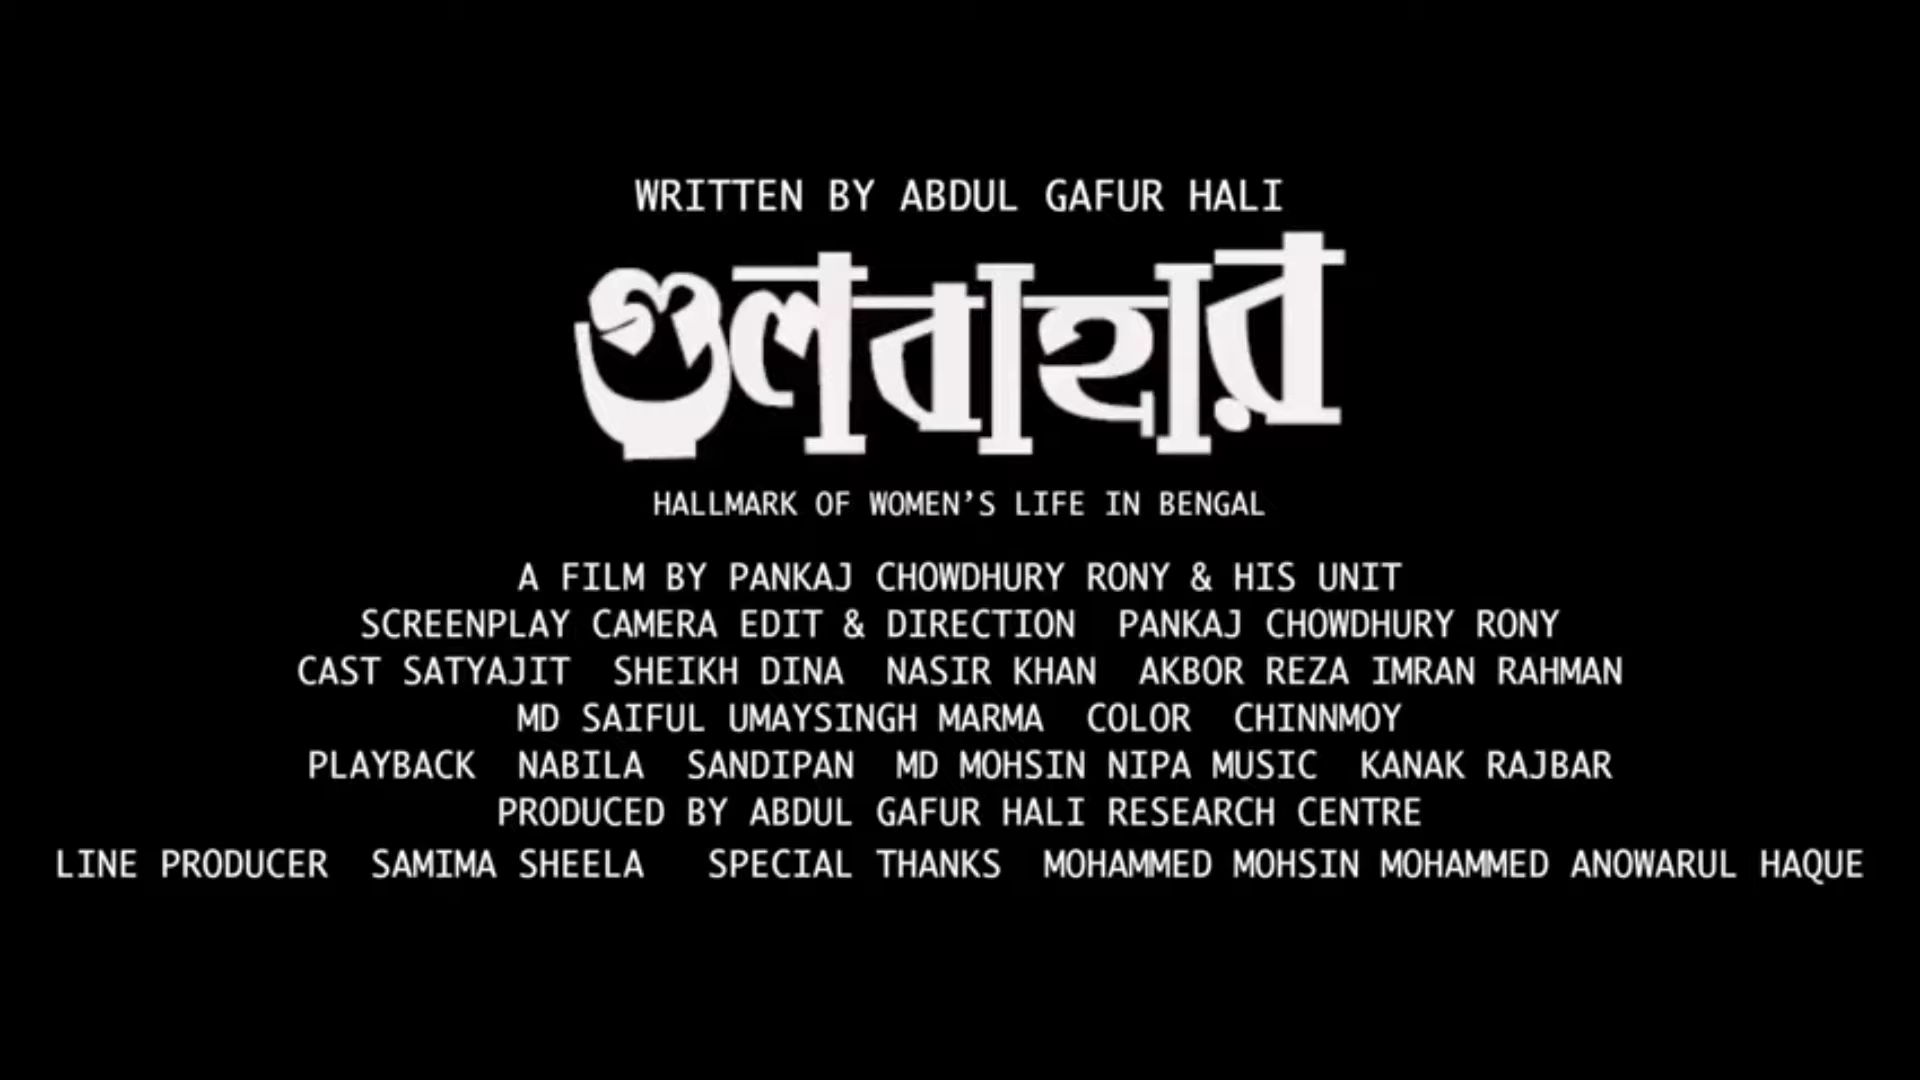 WRITTEN BY ABDUL GAFUR HALI
গুলবাহার
HALLMARK OF WOMEN’S LIFE IN BENGAL
A FILM BY PANKAJ CHOWDHURY RONY & HIS UNIT
SCREENPLAY CAMERA EDIT & DIRECTION PANKAJ CHOWDHURY RONY
CAST SATYAJIT SHEIKH DINA NASIR KHAN AKBOR REZA IMRAN RAHMAN
MD SAIFUL UMAYSINGH MARMA COLOR CHINNMOY
PLAYBACK NABILA SANDIPAN MD MOHSIN NIPA MUSIC KANAK RAJBAR
PRODUCED BY ABDUL GAFUR HALI RESEARCH CENTRE
LINE PRODUCER SAMIMA SHEELA SPECIAL THANKS MOHAMMED MOHSIN MOHAMMED ANOWARUL HAQUE